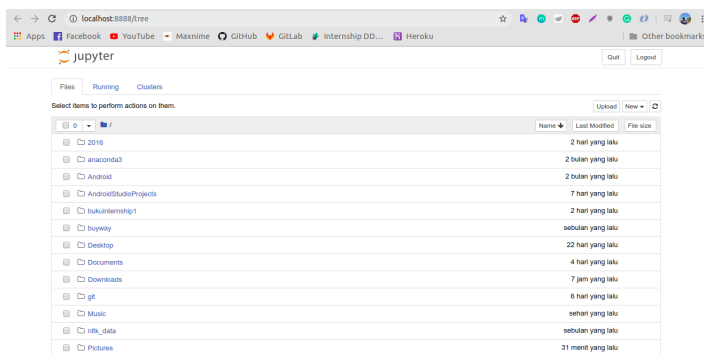 localhost:8888/tree
Apps Facebook YouTube Maxnime GitHub GitLab Internship DD... Heroku Other bookmarks
jupyter Quit Logout
Files Running Clusters
Select items to perform actions on them. Upload New
0 / Name Last Modified File size
2016 2 hari yang lalu
anaconda3 2 bulan yang lalu
Android 2 bulan yang lalu
AndroidStudioProjects 7 hari yang lalu
bukuinternship1 2 hari yang lalu
buyway sebulan yang lalu
Desktop 22 hari yang lalu
Documents 4 hari yang lalu
Downloads 7 jam yang lalu
git 6 hari yang lalu
Music sehari yang lalu
nltk_data sebulan yang lalu
Pictures 31 menit yang lalu